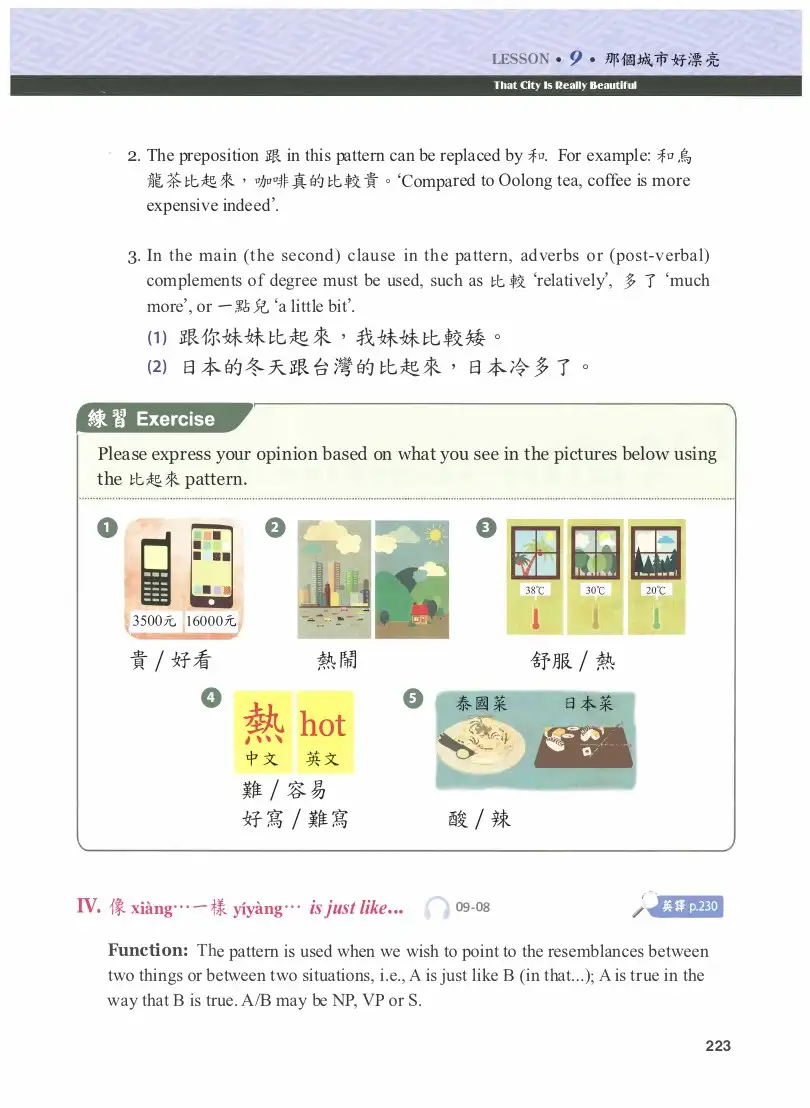 LESSON • 9 • 那個城市好漂亮
That City Is Really Beautiful
2. The preposition 跟 in this pattern can be replaced by 和. For example: 和烏
龍茶比起來，咖啡真的比較貴。‘Compared to Oolong tea, coffee is more
expensive indeed’.
3. In the main (the second) clause in the pattern, adverbs or (post-verbal)
complements of degree must be used, such as 比較 ‘relatively’, 多了 ‘much
more’, or 一點兒 ‘a little bit’.
(1) 跟你妹妹比起來，我妹妹比較矮。
(2) 日本的冬天跟台灣的比起來，日本冷多了。
練習 Exercise
Please express your opinion based on what you see in the pictures below using
the 比起來 pattern.
1
3500元 16000元
貴 / 好看
2
熱鬧
3
38℃ 30℃ 20℃
舒服 / 熱
4
熱 hot
中文 英文
難 / 容易
好寫 / 難寫
5
泰國菜 日本菜
酸 / 辣
IV. 像 xiàng…一樣 yíyàng… is just like... 09-08 英譯 p.230
Function: The pattern is used when we wish to point to the resemblances between
two things or between two situations, i.e., A is just like B (in that...); A is true in the
way that B is true. A/B may be NP, VP or S.
223